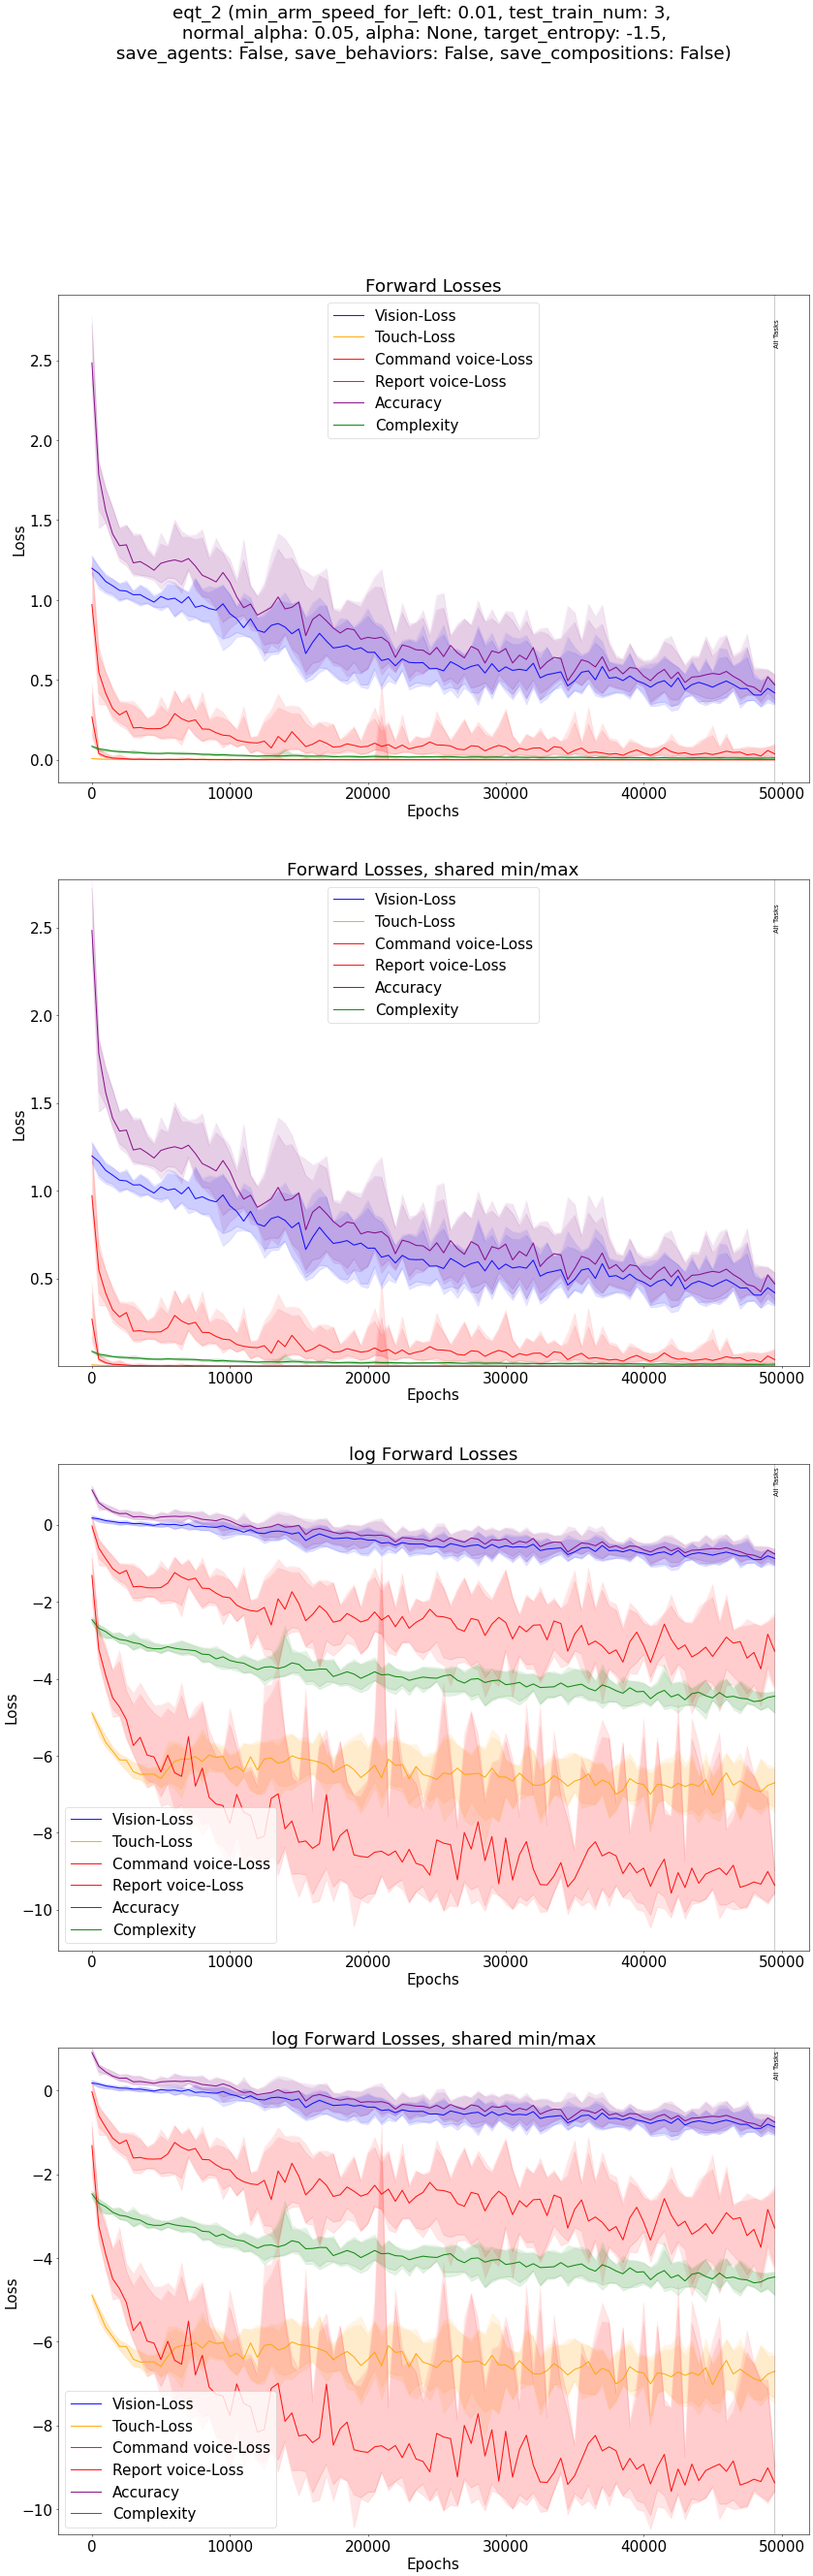 eqt_2 (min_arm_speed_for_left: 0.01, test_train_num: 3,
normal_alpha: 0.05, alpha: None, target_entropy: -1.5,
save_agents: False, save_behaviors: False, save_compositions: False)
Forward Losses
Vision-Loss
Touch-Loss
Command voice-Loss
Report voice-Loss
Accuracy
Complexity
All Tasks
2.5
2.0
1.5
1.0
0.5
0.0
Loss
0 10000 20000 30000 40000 50000
Epochs
Forward Losses, shared min/max
Vision-Loss
Touch-Loss
Command voice-Loss
Report voice-Loss
Accuracy
Complexity
All Tasks
2.5
2.0
1.5
1.0
0.5
Loss
0 10000 20000 30000 40000 50000
Epochs
log Forward Losses
All Tasks
0
−2
−4
−6
−8
−10
Loss
Vision-Loss
Touch-Loss
Command voice-Loss
Report voice-Loss
Accuracy
Complexity
0 10000 20000 30000 40000 50000
Epochs
log Forward Losses, shared min/max
All Tasks
0
−2
−4
−6
−8
−10
Loss
Vision-Loss
Touch-Loss
Command voice-Loss
Report voice-Loss
Accuracy
Complexity
0 10000 20000 30000 40000 50000
Epochs